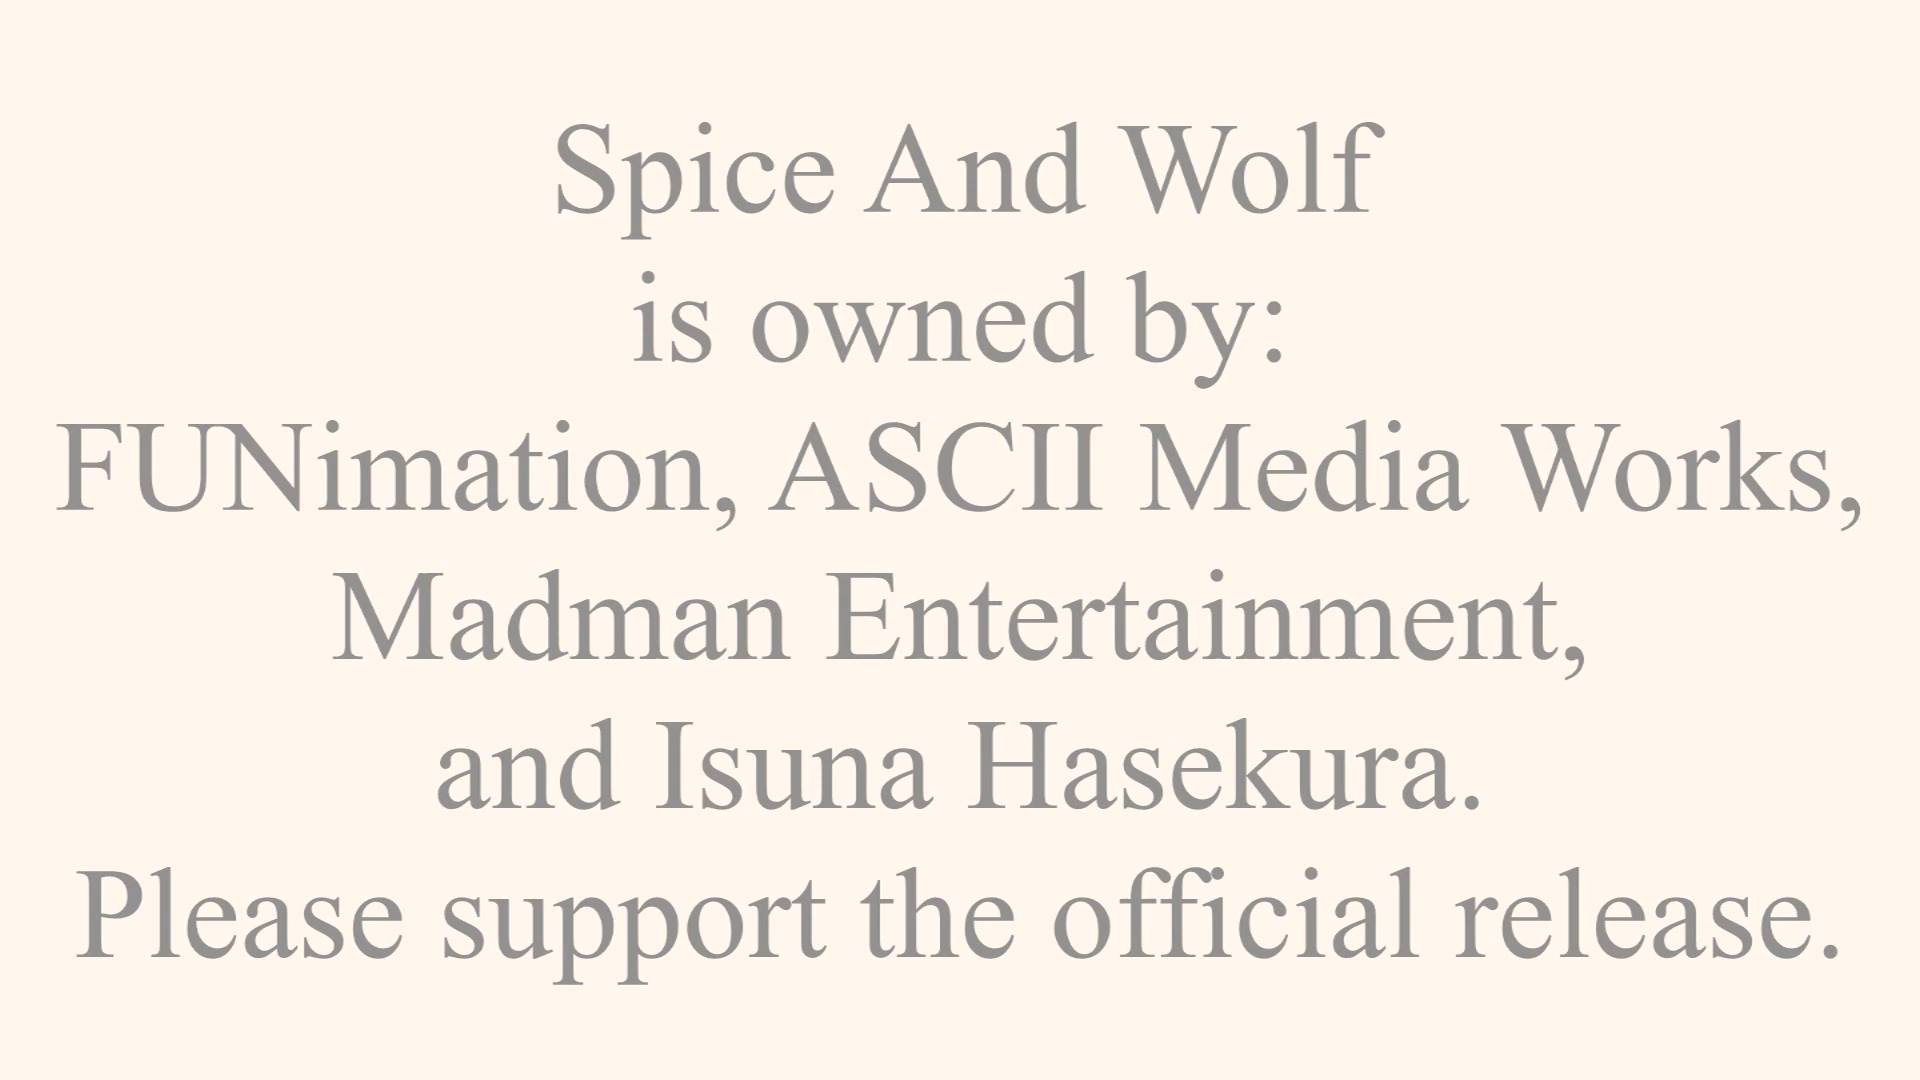 Spice And Wolf
is owned by:
FUNimation, ASCII Media Works,
Madman Entertainment,
and Isuna Hasekura.
Please support the official release.